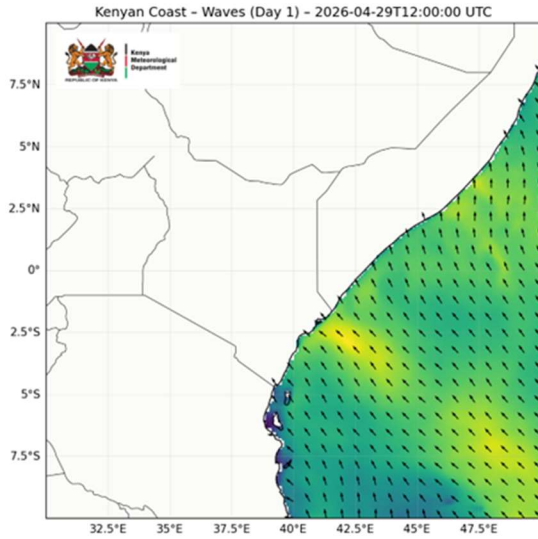 Kenyan Coast – Waves (Day 1) – 2026-04-29T12:00:00 UTC
Kenya
Meteorological
Department
REPUBLIC OF KENYA
7.5°N
5°N
2.5°N
0°
2.5°S
5°S
7.5°S
32.5°E 35°E 37.5°E 40°E 42.5°E 45°E 47.5°E